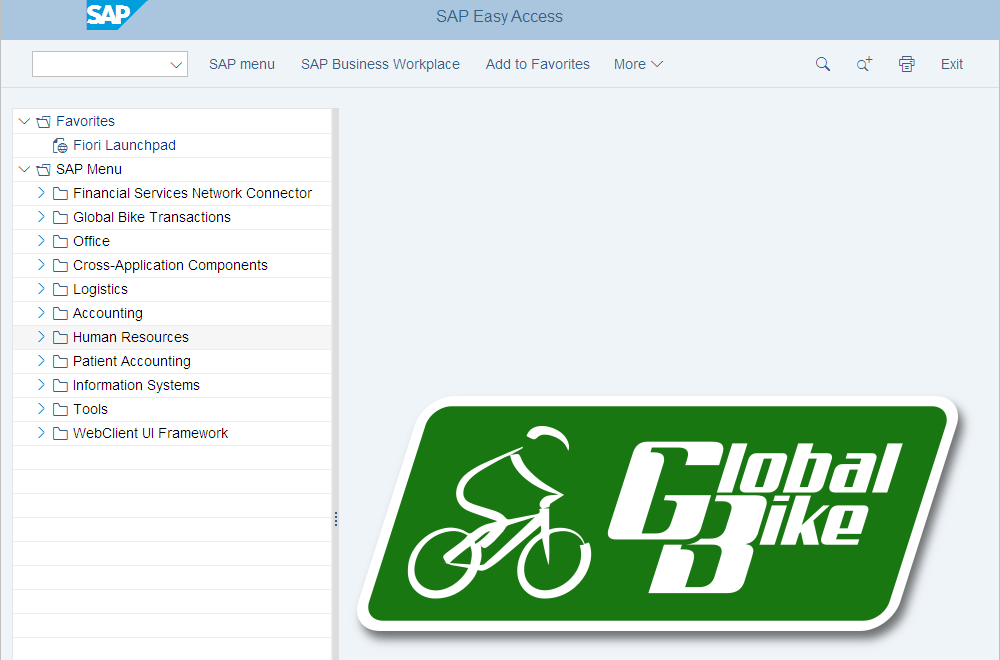 SAP
SAP Easy Access
SAP menu SAP Business Workplace Add to Favorites More Exit
Favorites
Fiori Launchpad
SAP Menu
Financial Services Network Connector
Global Bike Transactions
Office
Cross-Application Components
Logistics
Accounting
Human Resources
Patient Accounting
Information Systems
Tools
WebClient UI Framework
Global
Bike